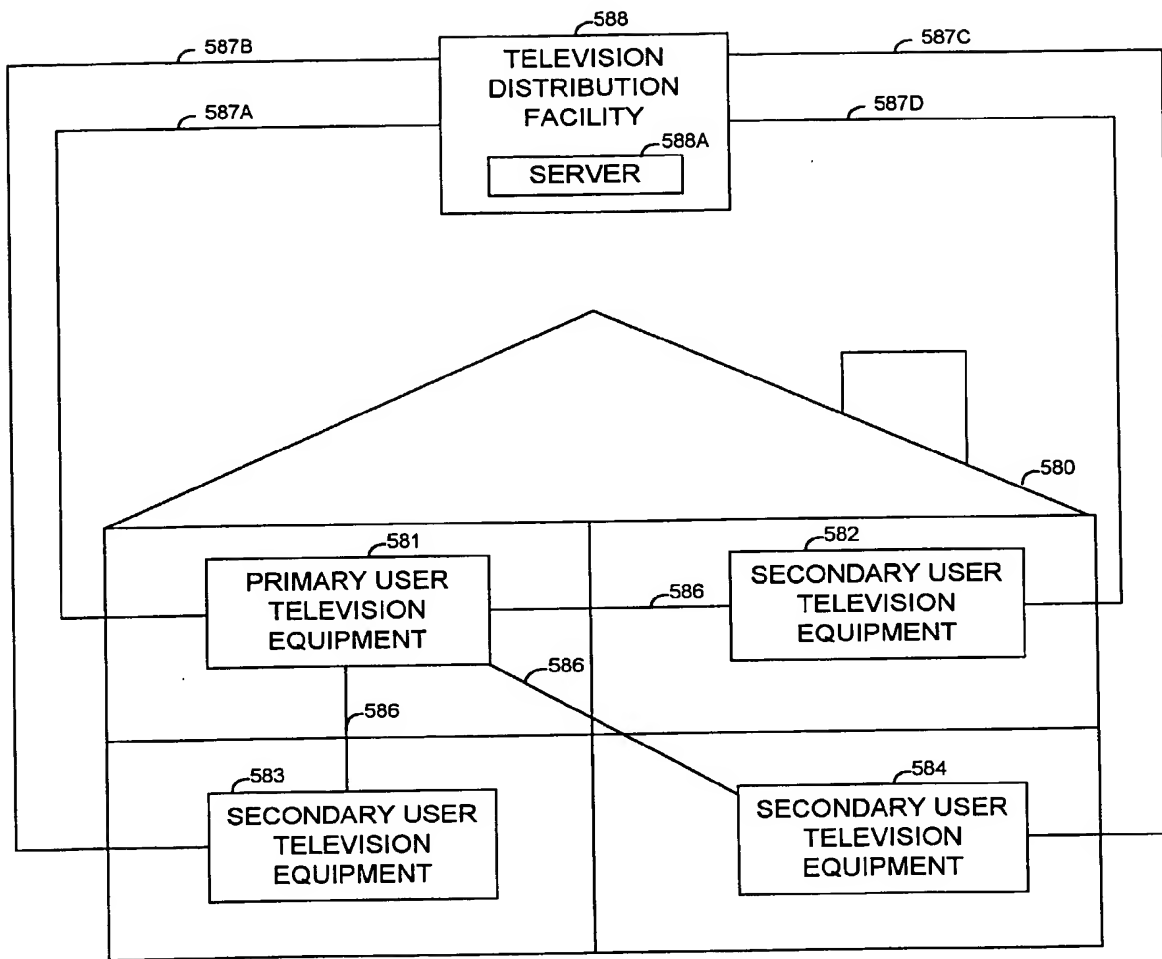 588
587B
587C
TELEVISION
DISTRIBUTION
FACILITY
587A
587D
588A
SERVER
580
581
582
PRIMARY USER
TELEVISION
EQUIPMENT
586
SECONDARY USER
TELEVISION
EQUIPMENT
586
586
583
584
SECONDARY USER
TELEVISION
EQUIPMENT
SECONDARY USER
TELEVISION
EQUIPMENT